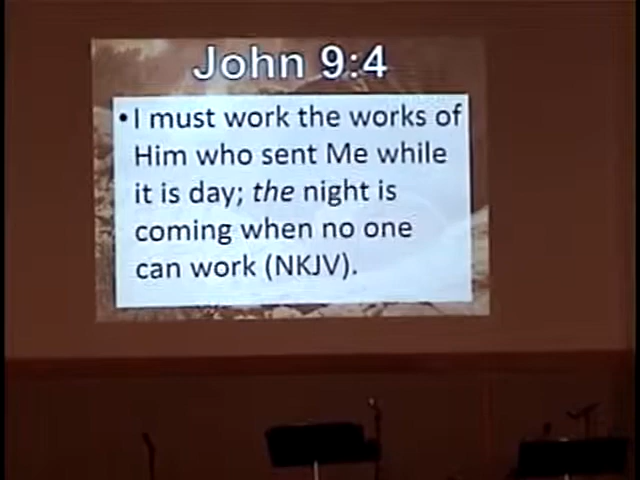 John 9:4
•I must work the works of
Him who sent Me while
it is day; the night is
coming when no one
can work (NKJV).